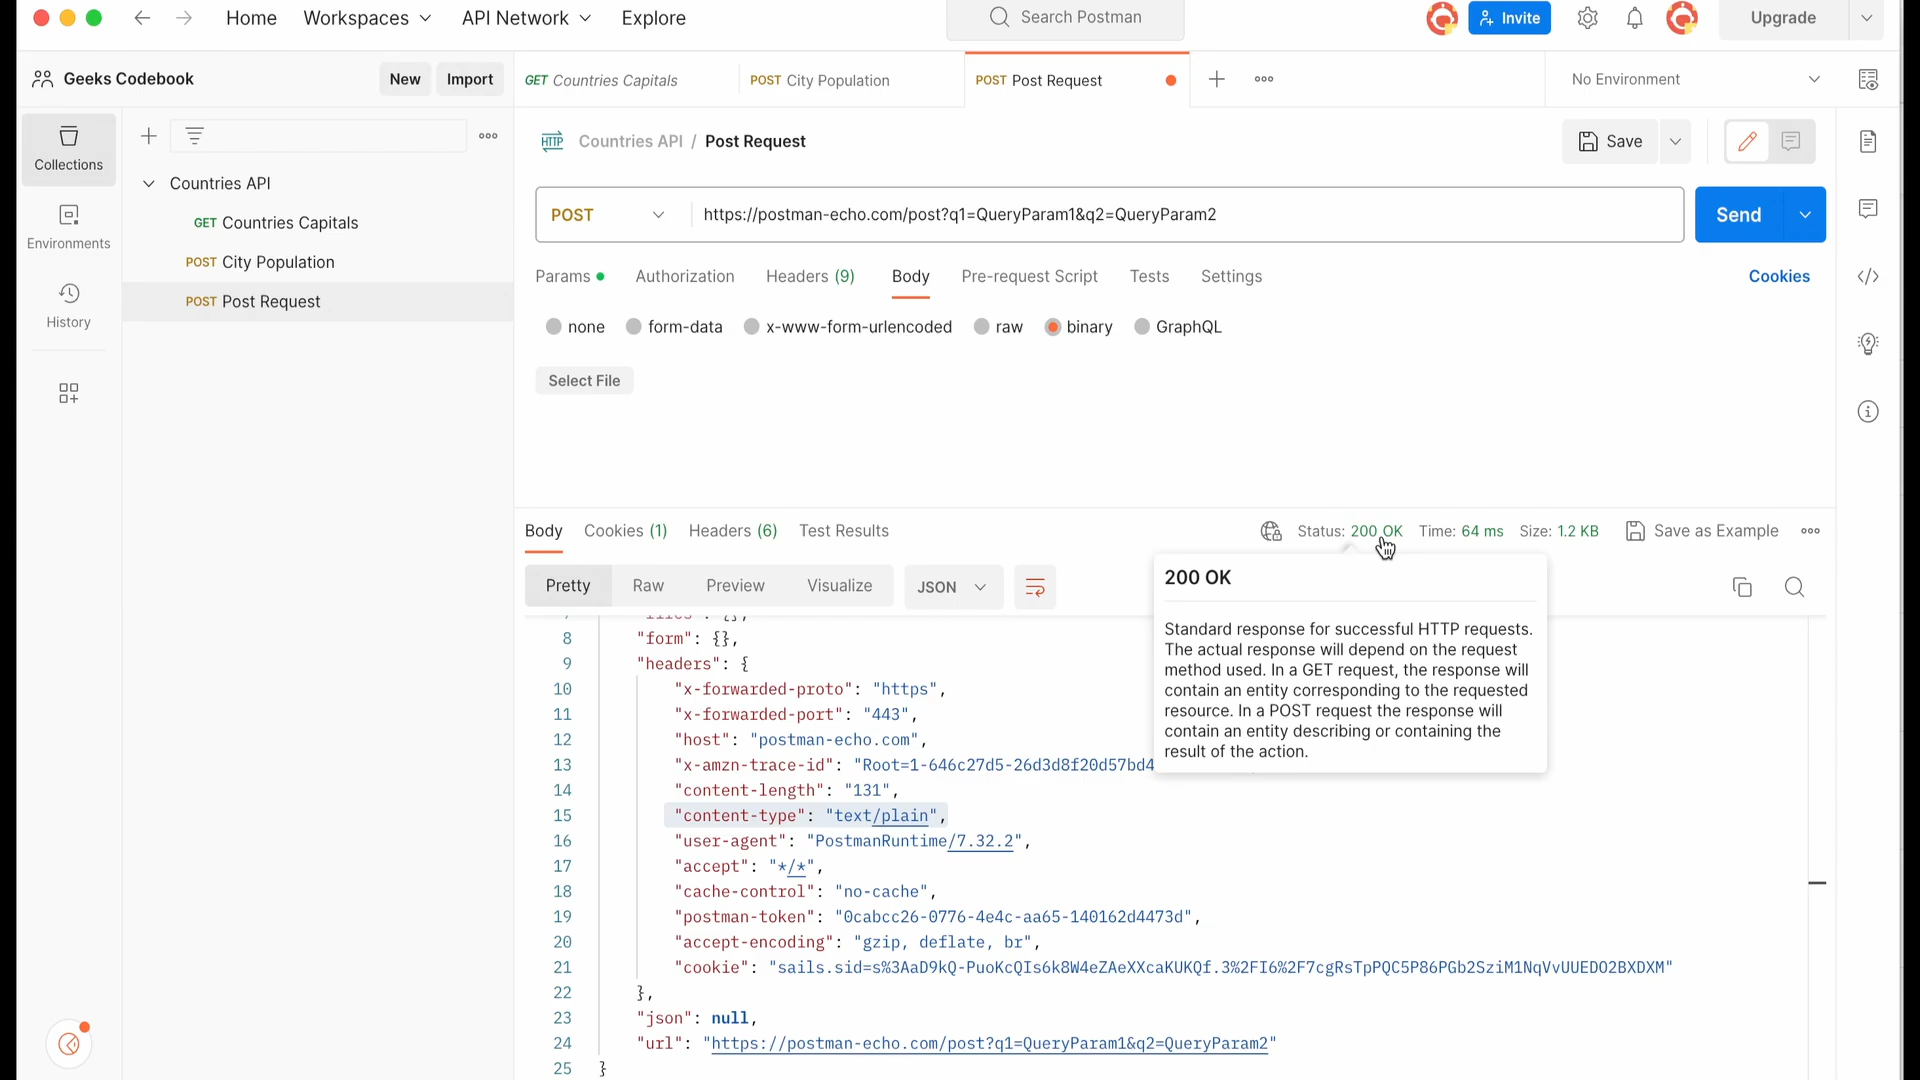 Home Workspaces API Network Explore Search Postman Invite Upgrade
Geeks Codebook New Import
GET Countries Capitals POST City Population POST Post Request No Environment
Collections
Environments
History
Countries API
GET Countries Capitals
POST City Population
POST Post Request
HTTP Countries API / Post Request Save
POST https://postman-echo.com/post?q1=QueryParam1&q2=QueryParam2 Send
Params Authorization Headers (9) Body Pre-request Script Tests Settings Cookies
none form-data x-www-form-urlencoded raw binary GraphQL
Select File
Body Cookies (1) Headers (6) Test Results Status: 200 OK Time: 64 ms Size: 1.2 KB Save as Example
Pretty Raw Preview Visualize JSON
200 OK
Standard response for successful HTTP requests.
The actual response will depend on the request
method used. In a GET request, the response will
contain an entity corresponding to the requested
resource. In a POST request the response will
contain an entity describing or containing the
result of the action.
8 "form": {},
9 "headers": {
10 "x-forwarded-proto": "https",
11 "x-forwarded-port": "443",
12 "host": "postman-echo.com",
13 "x-amzn-trace-id": "Root=1-646c27d5-26d3d8f20d57bd4
14 "content-length": "131",
15 "content-type": "text/plain",
16 "user-agent": "PostmanRuntime/7.32.2",
17 "accept": "*/*",
18 "cache-control": "no-cache",
19 "postman-token": "0cabcc26-0776-4e4c-aa65-140162d4473d",
20 "accept-encoding": "gzip, deflate, br",
21 "cookie": "sails.sid=s%3AaD9kQ-PuoKcQIs6k8W4eZAeXXcaKUKQf.3%2FI6%2F7cgRsTpPQC5P86PGb2SziM1NqVvUUEDO2BXDXM"
22 },
23 "json": null,
24 "url": "https://postman-echo.com/post?q1=QueryParam1&q2=QueryParam2"
25 }